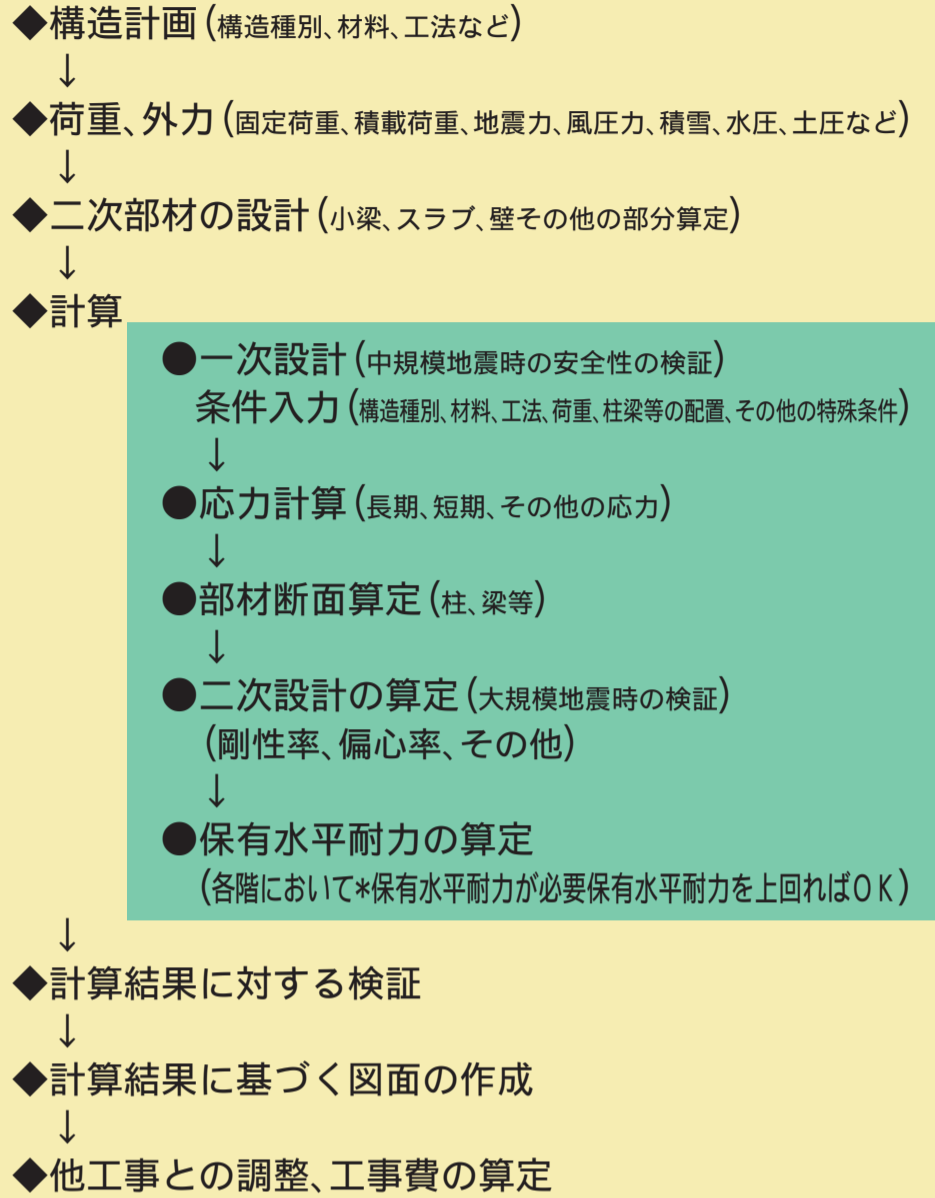 ◆構造計画(構造種別、材料、工法など)
↓
◆荷重、外力(固定荷重、積載荷重、地震力、風圧力、積雪、水圧、土圧など)
↓
◆二次部材の設計(小梁、スラブ、壁その他の部分算定)
↓
◆計算
●一次設計(中規模地震時の安全性の検証)
条件入力(構造種別、材料、工法、荷重、柱梁等の配置、その他の特殊条件)
↓
●応力計算(長期、短期、その他の応力)
↓
●部材断面算定(柱、梁等)
↓
●二次設計の算定(大規模地震時の検証)
(剛性率、偏心率、その他)
↓
●保有水平耐力の算定
(各階において*保有水平耐力が必要保有水平耐力を上回ればOK)
↓
◆計算結果に対する検証
↓
◆計算結果に基づく図面の作成
↓
◆他工事との調整、工事費の算定